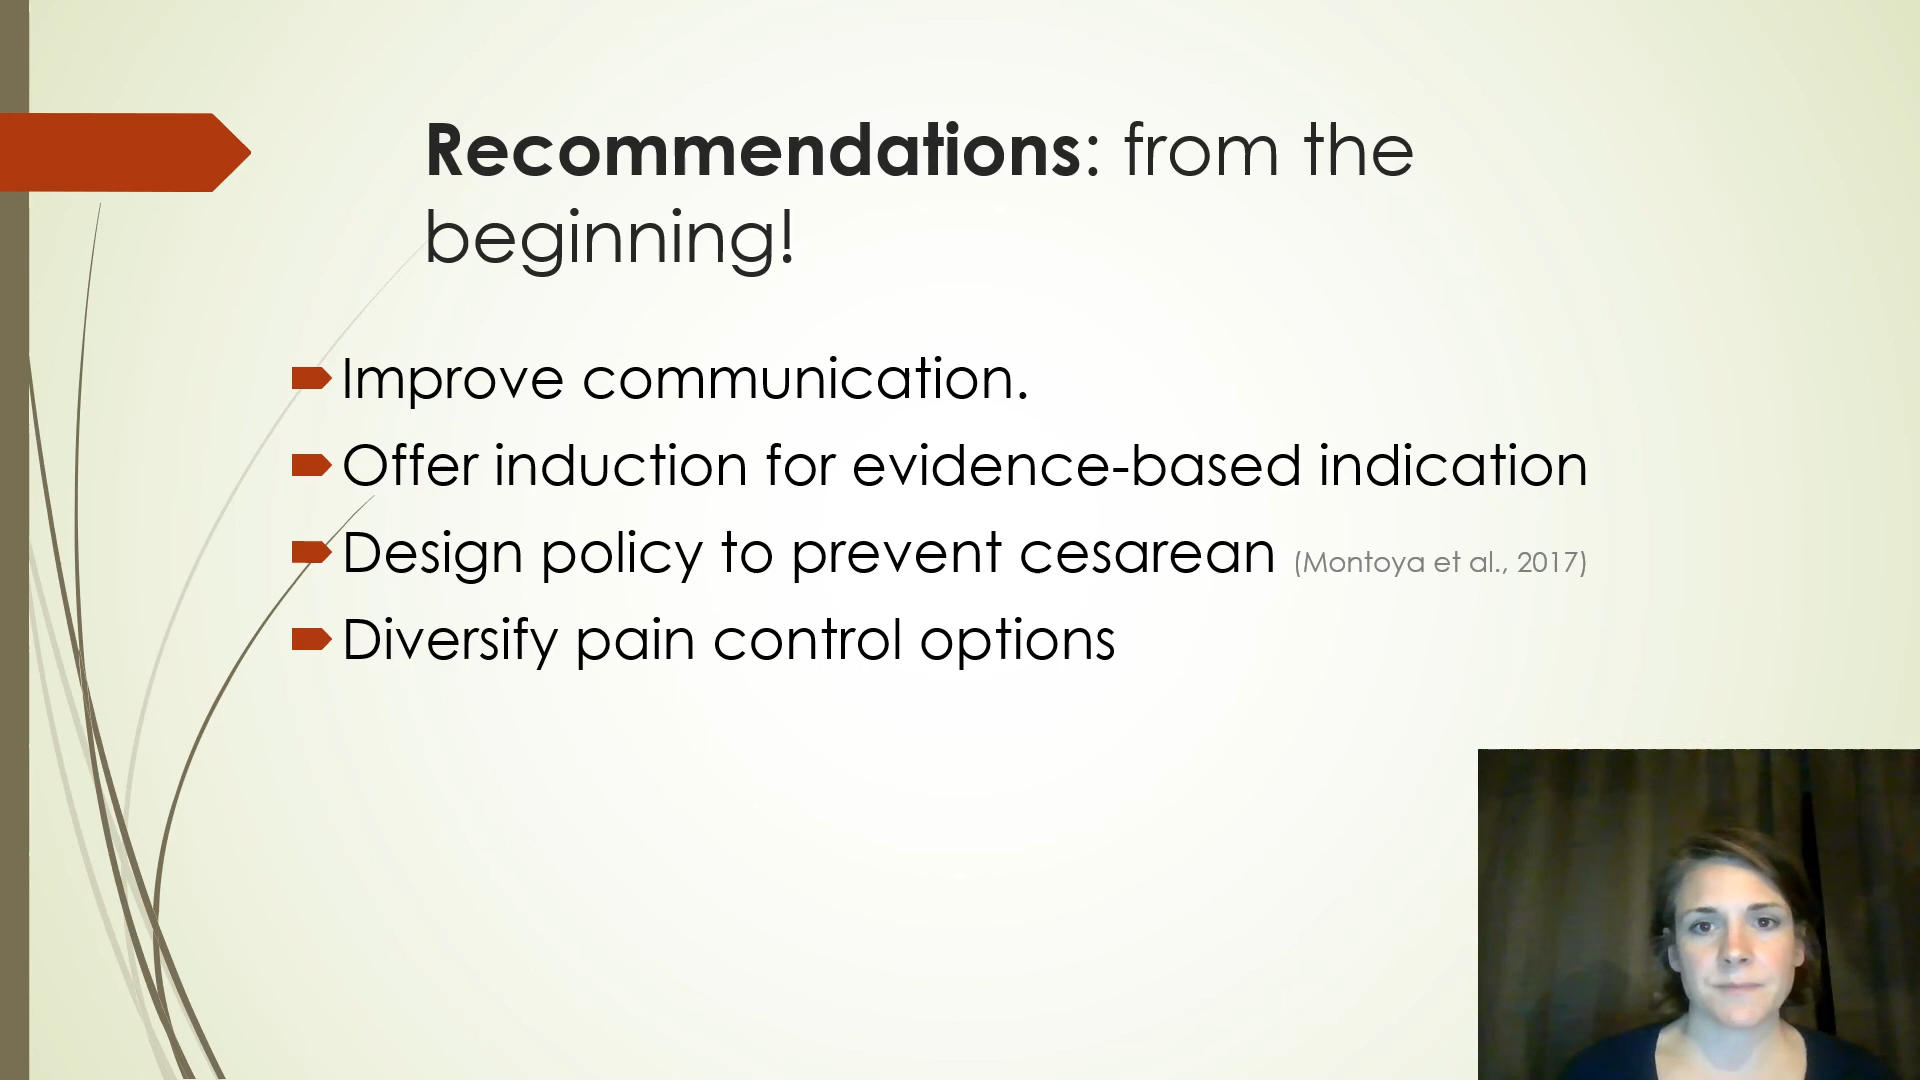 Recommendations: from the
beginning!
Improve communication.
Offer induction for evidence-based indication
Design policy to prevent cesarean (Montoya et al., 2017)
Diversify pain control options